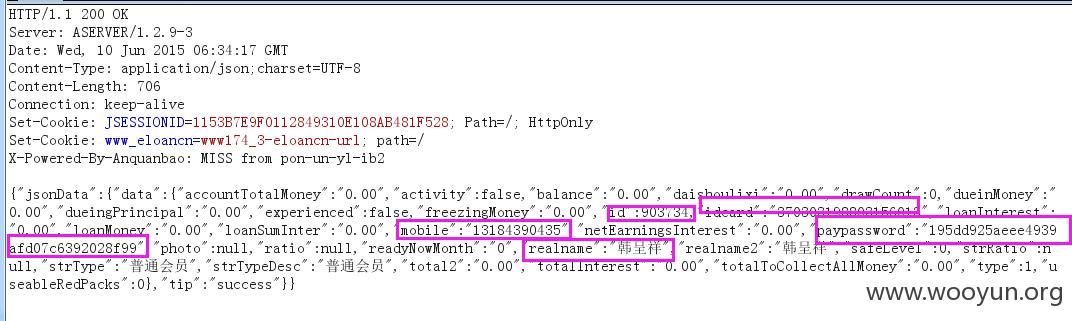 HTTP/1.1 200 OK
Server: ASERVER/1.2.9-3
Date: Wed, 10 Jun 2015 06:34:17 GMT
Content-Type: application/json;charset=UTF-8
Content-Length: 706
Connection: keep-alive
Set-Cookie: JSESSIONID=1153B7E9F0112849310E108AB481F528; Path=/; HttpOnly
Set-Cookie: www_eloancn=www174_3-eloancn-url; path=/
X-Powered-By-Anquanbao: MISS from pon-un-yl-ib2
{"jsonData":{"data":{"accountTotalMoney":"0.00","activity":false,"balance":"0.00","daishoulixi":"0.00","drawCount":0,"dueinMoney":"
0.00","dueingPrincipal":"0.00","experienced":false,"freezingMoney":"0.00","id":903734,"idcard":"loanInterest":
"0.00","loanMoney":"0.00","loanSumInter":"0.00","mobile":"13184390435","netEarningsInterest":"0.00","paypassword":"195dd925aeee4939
afd07c6392028f99","photo":null,"ratio":null,"readyNowMonth":"0","realname":"韩呈祥","realname2":"韩呈祥","safeLevel":0,"strRatio":n
ull,"strType":"普通会员","strTypeDesc":"普通会员","total2":"0.00","totalInterest":"0.00","totalToCollectAllMoney":"0.00","type":1,"u
seableRedPacks":0},"tip":"success"}}
www.wooyun.org